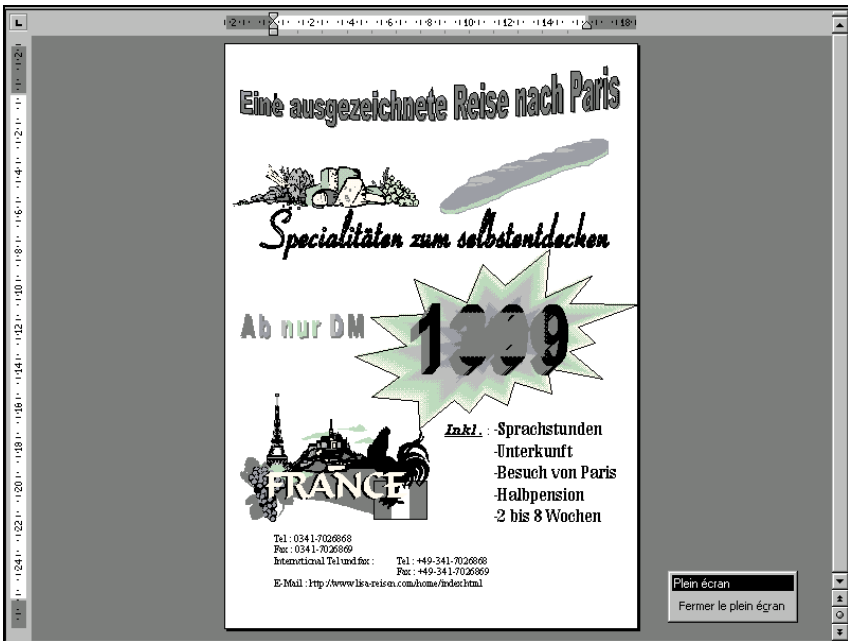 Eine ausgezeichnete Reise nach Paris
Specialitäten zum selbstentdecken
Ab nur DM
1999
FRANCE
Inkl. : -Sprachstunden
-Unterkunft
-Besuch von Paris
-Halbpension
-2 bis 8 Wochen
Tel : 0341-7026868
Fax : 0341-7026869
International Tel und fax : Tel : +49-341-7026868
Fax : +49-341-7026869
E-Mail : http://www.lisa-reisen.com/home/index.html
Plein écran
Fermer le plein écran